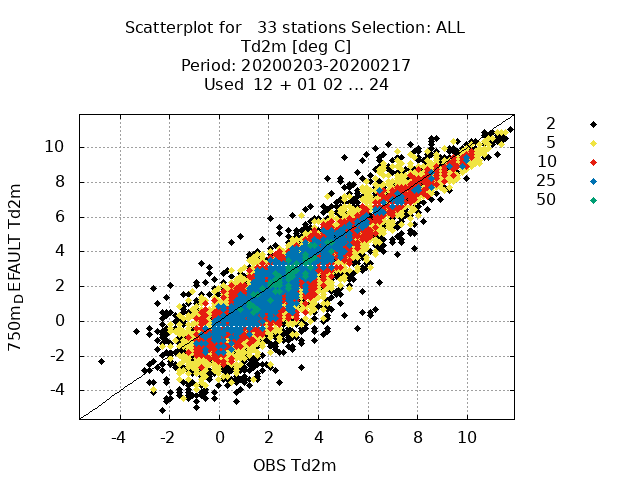 Scatterplot for   33 stations Selection: ALL
Td2m [deg C]
Period: 20200203-20200217
Used  12 + 01 02 ... 24
2
5
10
25
50
10
8
6
4
2
0
-2
-4
750m_DEFAULT Td2m
-4 -2 0 2 4 6 8 10
OBS Td2m